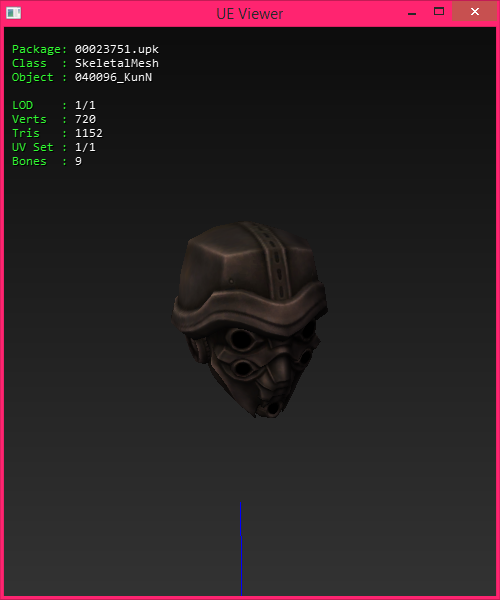 UE Viewer
Package: 00023751.upk
Class : SkeletalMesh
Object : 040096_KunN
LOD : 1/1
Verts : 720
Tris : 1152
UV Set : 1/1
Bones : 9